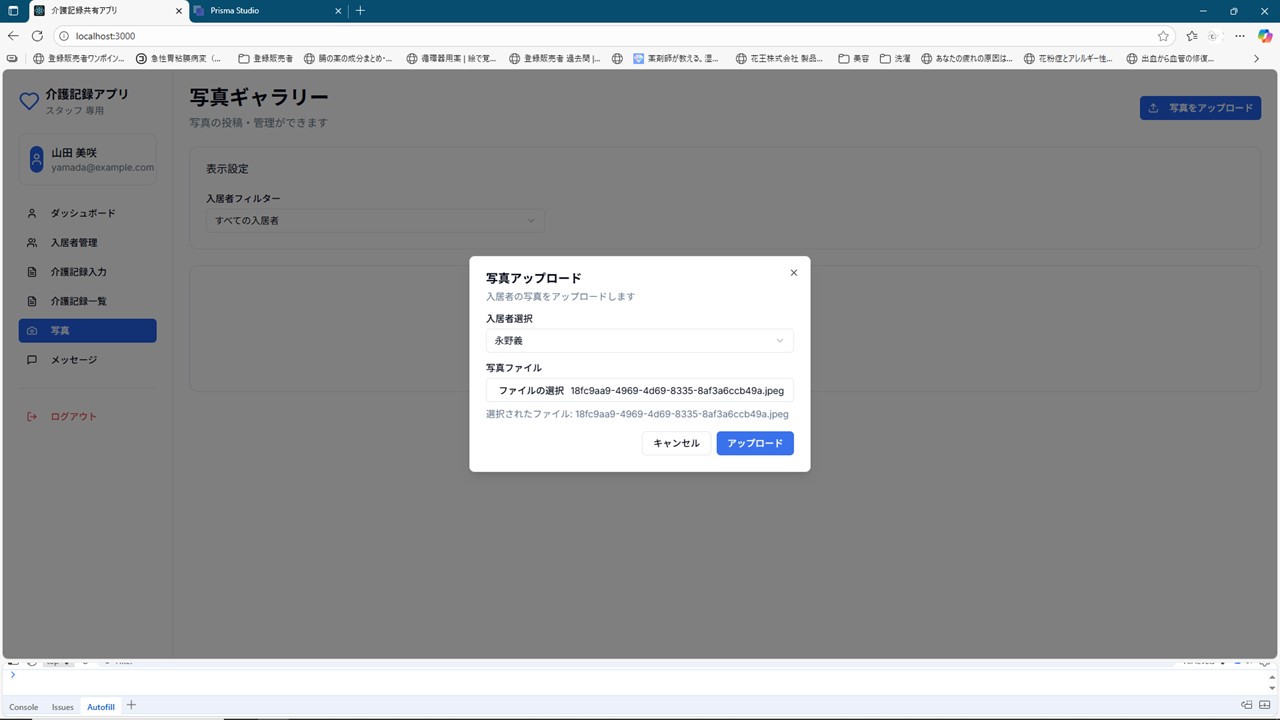 介護記録共有アプリ
Prisma Studio
localhost:3000
登録販売者ワンポイン...
急性胃粘膜病変（...
登録販売者
腸の薬の成分まとめ-...
循環器用薬 | 絵で覚...
登録販売者 過去問 |...
薬剤師が教える。湿...
花王株式会社 製品...
美容
洗濯
あなたの疲れの原因は...
花粉症とアレルギー性...
出血から血管の修復...
介護記録アプリ
スタッフ 専用
山田 美咲
yamada@example.com
ダッシュボード
入居者管理
介護記録入力
介護記録一覧
写真
メッセージ
ログアウト
写真ギャラリー
写真の投稿・管理ができます
写真をアップロード
表示設定
入居者フィルター
すべての入居者
写真アップロード
入居者の写真をアップロードします
入居者選択
永野義
写真ファイル
ファイルの選択 18fc9aa9-4969-4d69-8335-8af3a6ccb49a.jpeg
選択されたファイル: 18fc9aa9-4969-4d69-8335-8af3a6ccb49a.jpeg
キャンセル
アップロード
Console
Issues
Autofill